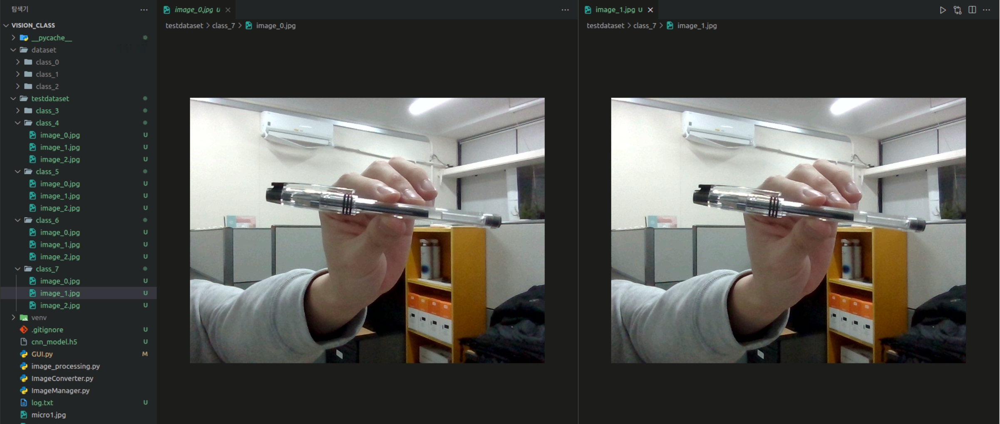 탐색기
VISION_CLASS
__pycache__
dataset
class_0
class_1
class_2
testdataset
class_3
class_4
image_0.jpg U
image_1.jpg U
image_2.jpg U
class_5
image_0.jpg U
image_1.jpg U
image_2.jpg U
class_6
image_0.jpg U
image_1.jpg U
image_2.jpg U
class_7
image_0.jpg U
image_1.jpg U
image_2.jpg U
venv
.gitignore U
cnn_model.h5 U
GUI.py M
image_processing.py
ImageConverter.py
ImageManager.py
log.txt U
micro1.jpg
image_0.jpg U
testdataset > class_7 > image_0.jpg
image_1.jpg U
testdataset > class_7 > image_1.jpg